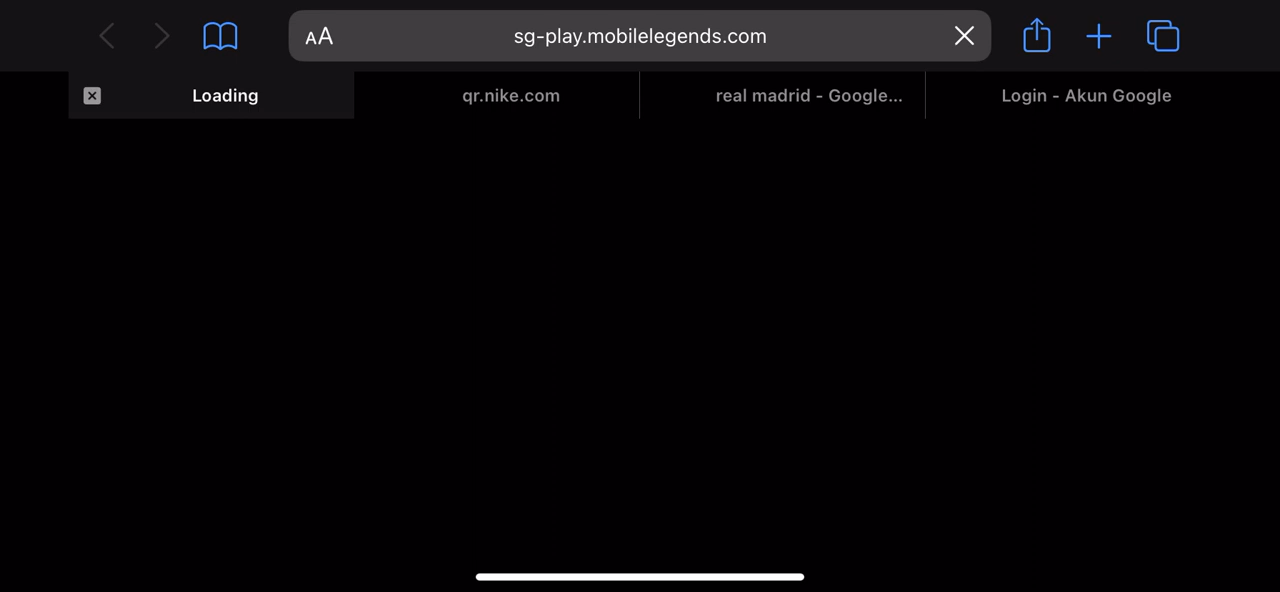 AA sg-play.mobilelegends.com
Loading qr.nike.com real madrid - Google... Login - Akun Google